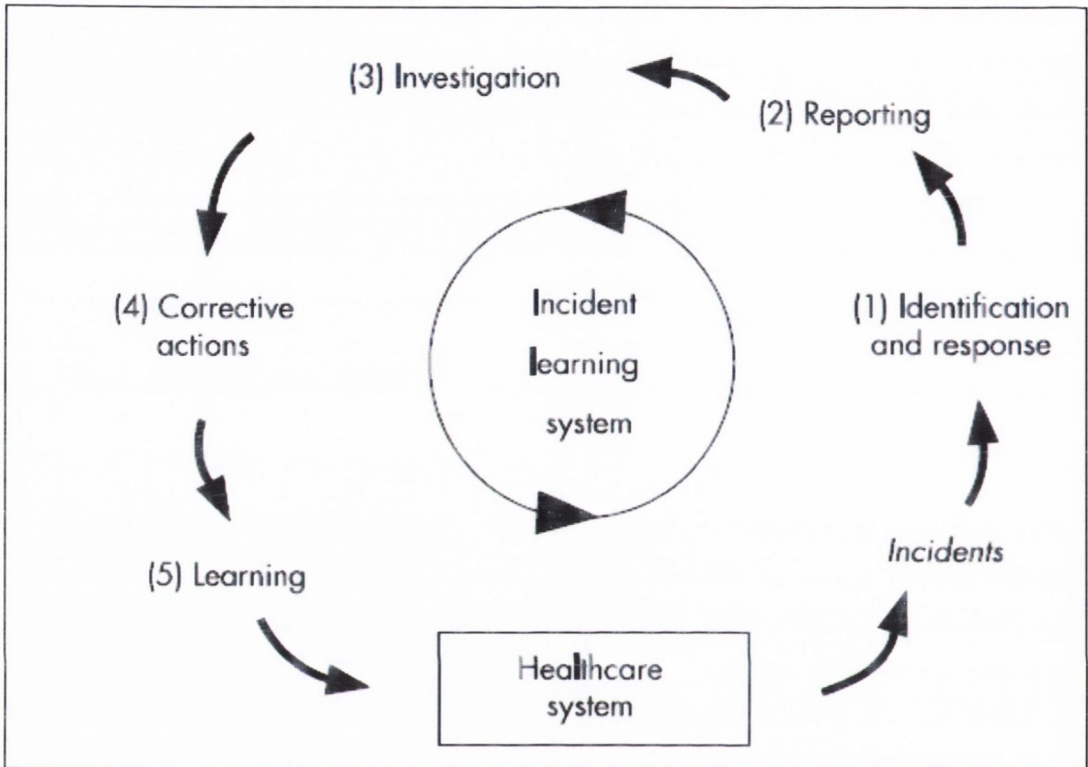 (3) Investigation
(2) Reporting
(4) Corrective
actions
Incident
learning
system
(1) Identification
and response
Incidents
(5) Learning
Healthcare
system